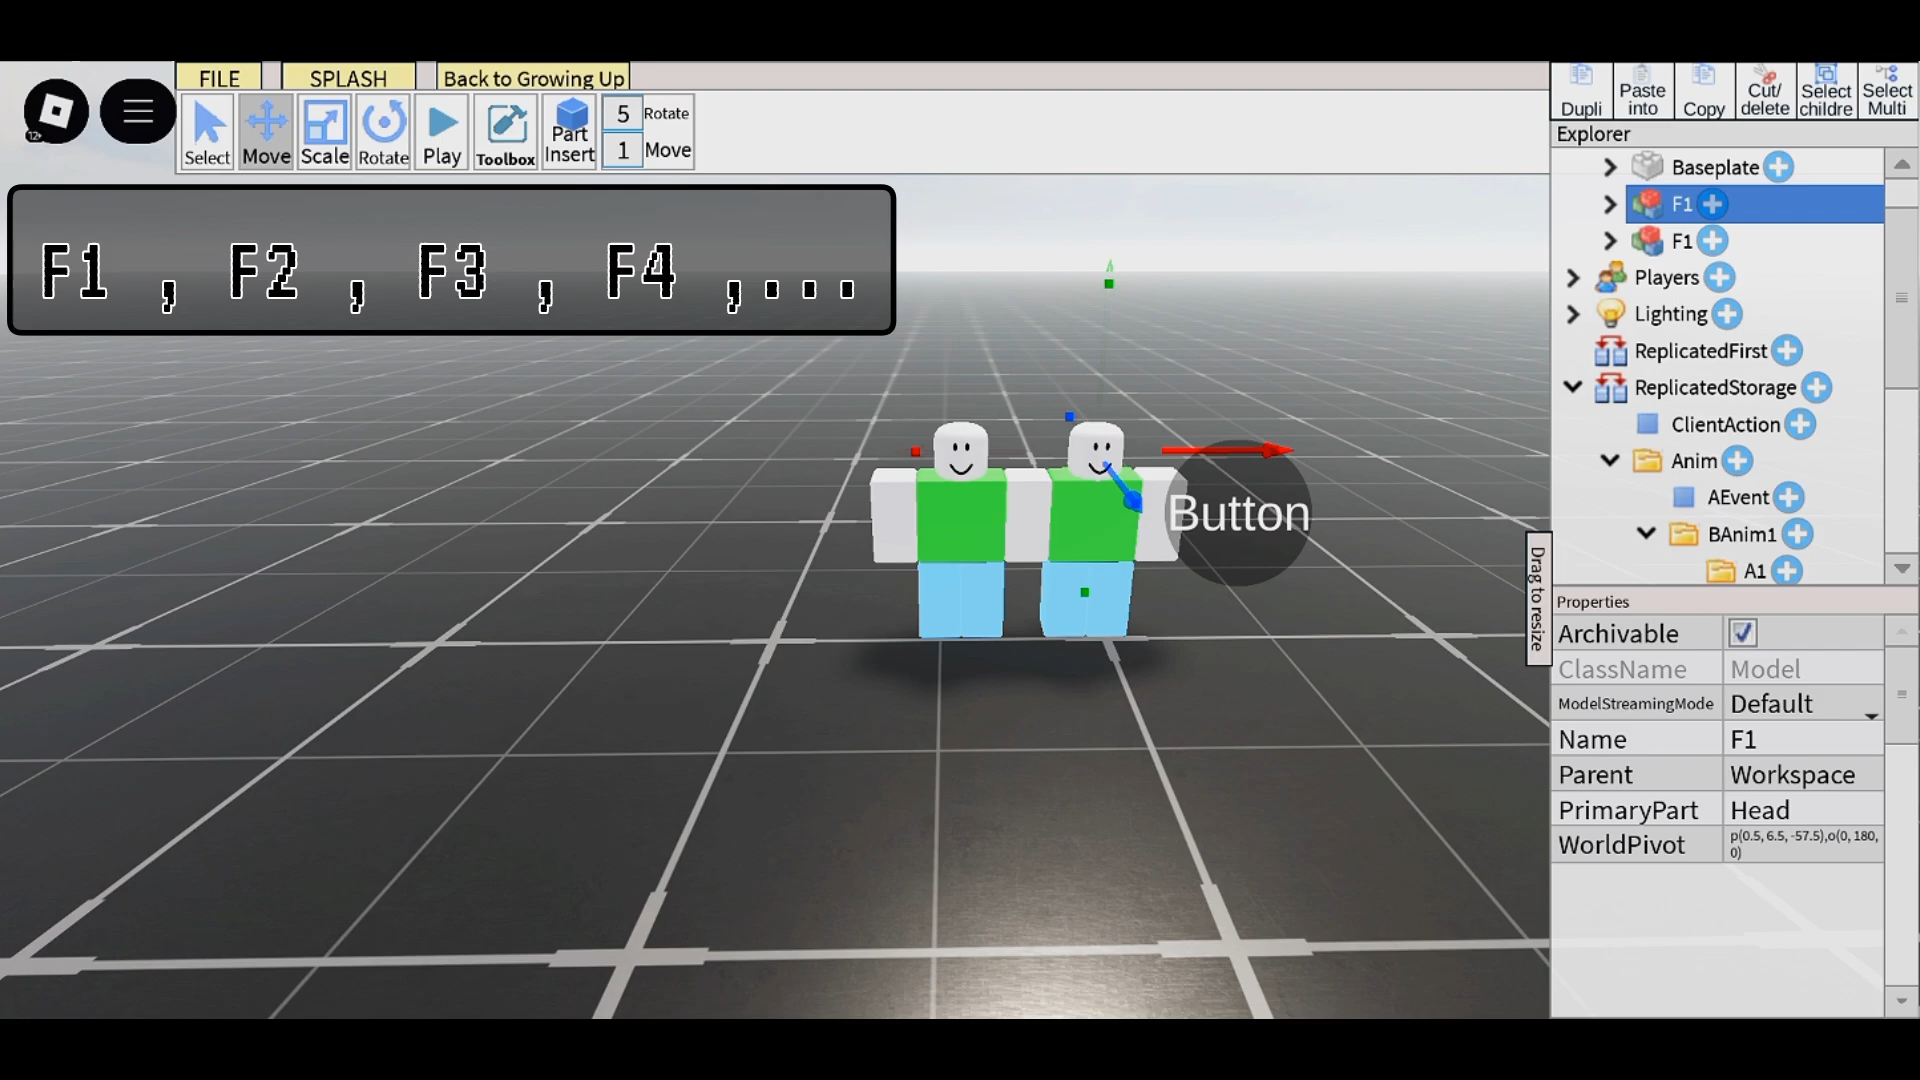 FILE
SPLASH
Back to Growing Up
12+
Select
Move
Scale
Rotate
Play
Toolbox
Part
Insert
5 Rotate
1 Move
Dupli
Paste
into
Copy
Cut/
delete
Select
childre
Select
Multi
F1 , F2 , F3 , F4 ,...
Button
Explorer
Baseplate
F1
F1
Players
Lighting
ReplicatedFirst
ReplicatedStorage
ClientAction
Anim
AEvent
BAnim1
A1
Drag to resize
Properties
Archivable
ClassName Model
ModelStreamingMode Default
Name F1
Parent Workspace
PrimaryPart Head
WorldPivot p(0.5, 6.5, -57.5),o(0, 180,
0)